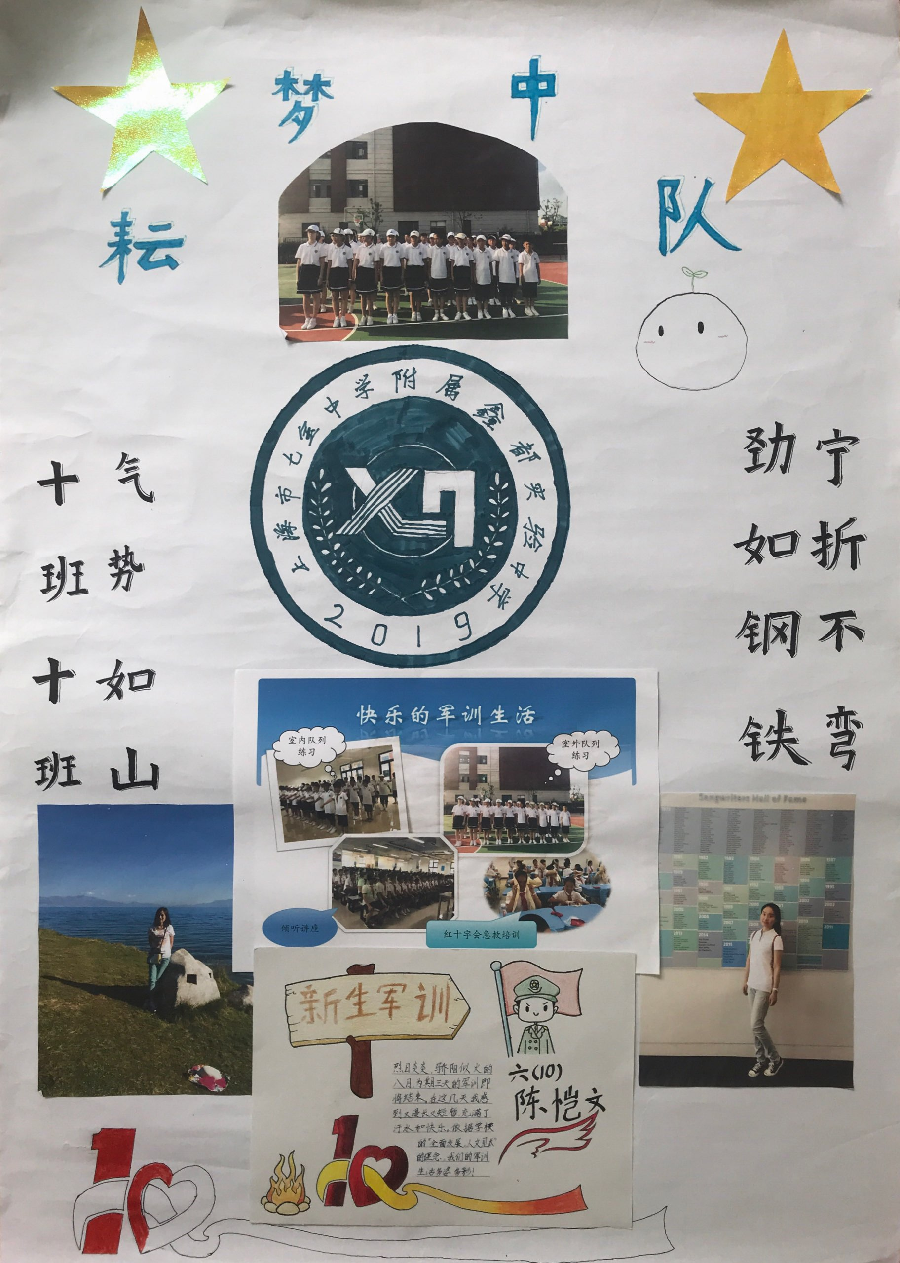 耘梦中队
上海市七宝中学附属鑫都实验中学
2019
十班十班
气势如山
宁折不弯
劲如钢铁
快乐的军训生活
室内队列
练习
室外队列
练习
倾听讲座
红十字会急救培训
Songwriters Hall of Fame
新生军训
六(10)
陈恺文
烈日炎炎 骄阳似火的
八月为期三天的军训即
将结束。在这几天我感
到又漫长又短暂充满了
汗水和快乐。依据学校
的“全面发展、人文见长”
的理念，我们的军训
生活多姿多彩！
10
10